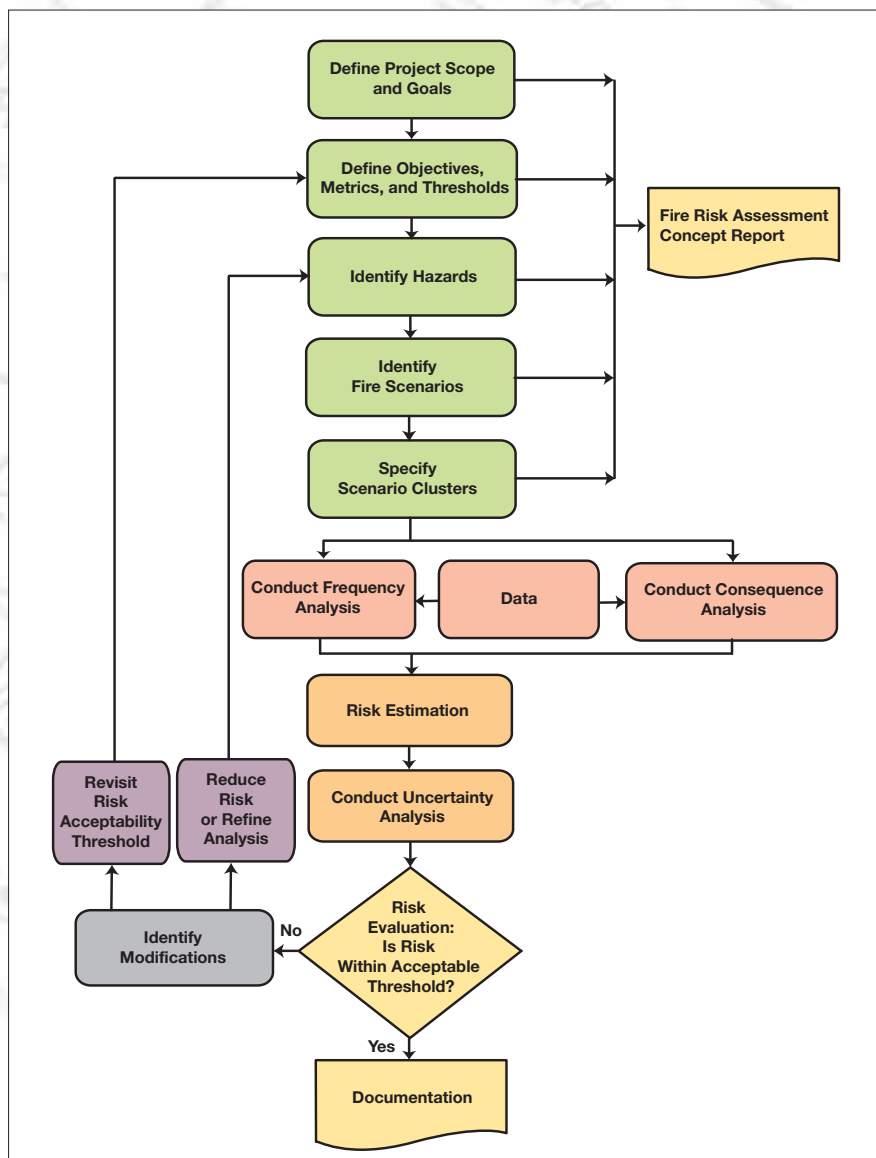 Define Project Scope
and Goals
Define Objectives,
Metrics, and Thresholds
Fire Risk Assessment
Concept Report
Identify Hazards
Identify
Fire Scenarios
Specify
Scenario Clusters
Conduct Frequency
Analysis
Data
Conduct Consequence
Analysis
Risk Estimation
Revisit
Risk
Acceptability
Threshold
Reduce
Risk
or Refine
Analysis
Conduct Uncertainty
Analysis
Risk
Evaluation:
Is Risk
Within Acceptable
Threshold?
No
Identify
Modifications
Yes
Documentation